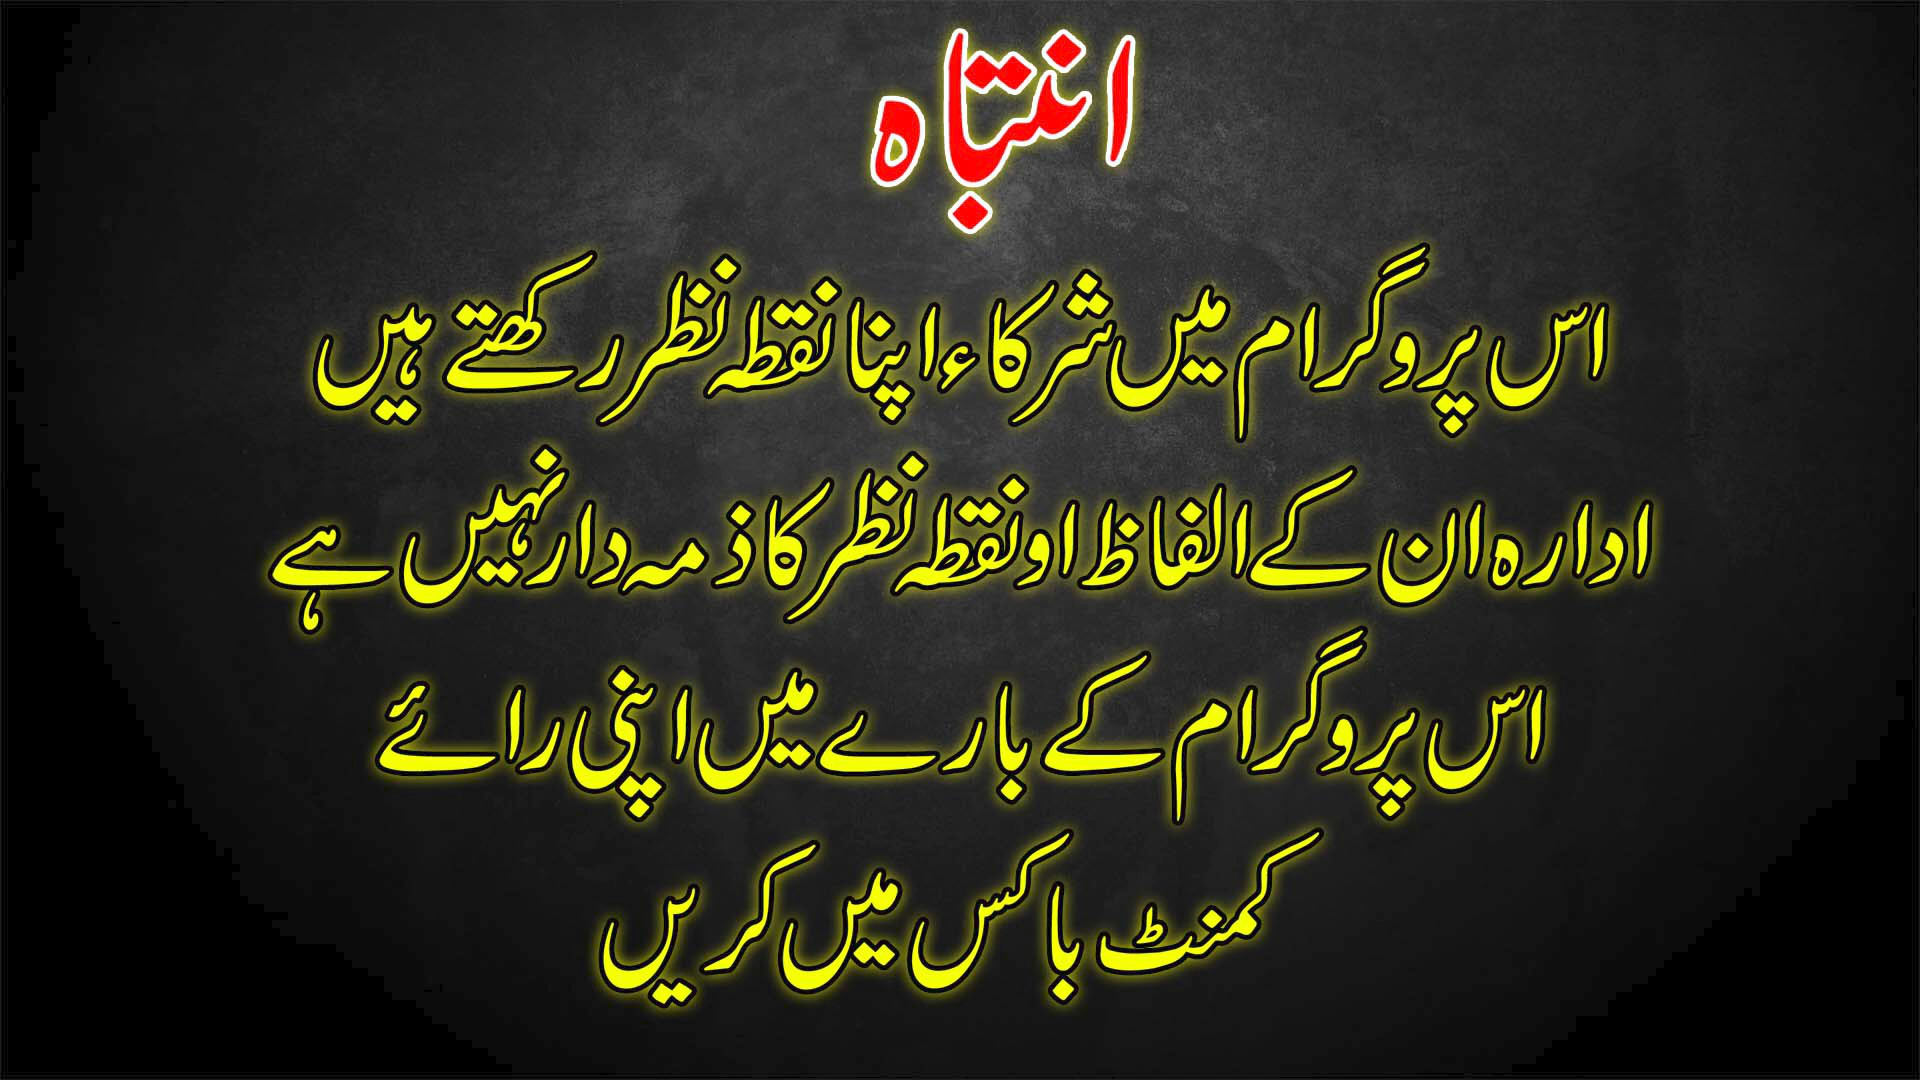 انتباہ
اس پروگرام میں شرکاء اپنا نقطہ نظر رکھتے ہیں
ادارہ ان کے الفاظ او نقطہ نظر کا ذمہ دار نہیں ہے
اس پروگرام کے بارے میں اپنی رائے
کمنٹ باکس میں کریں